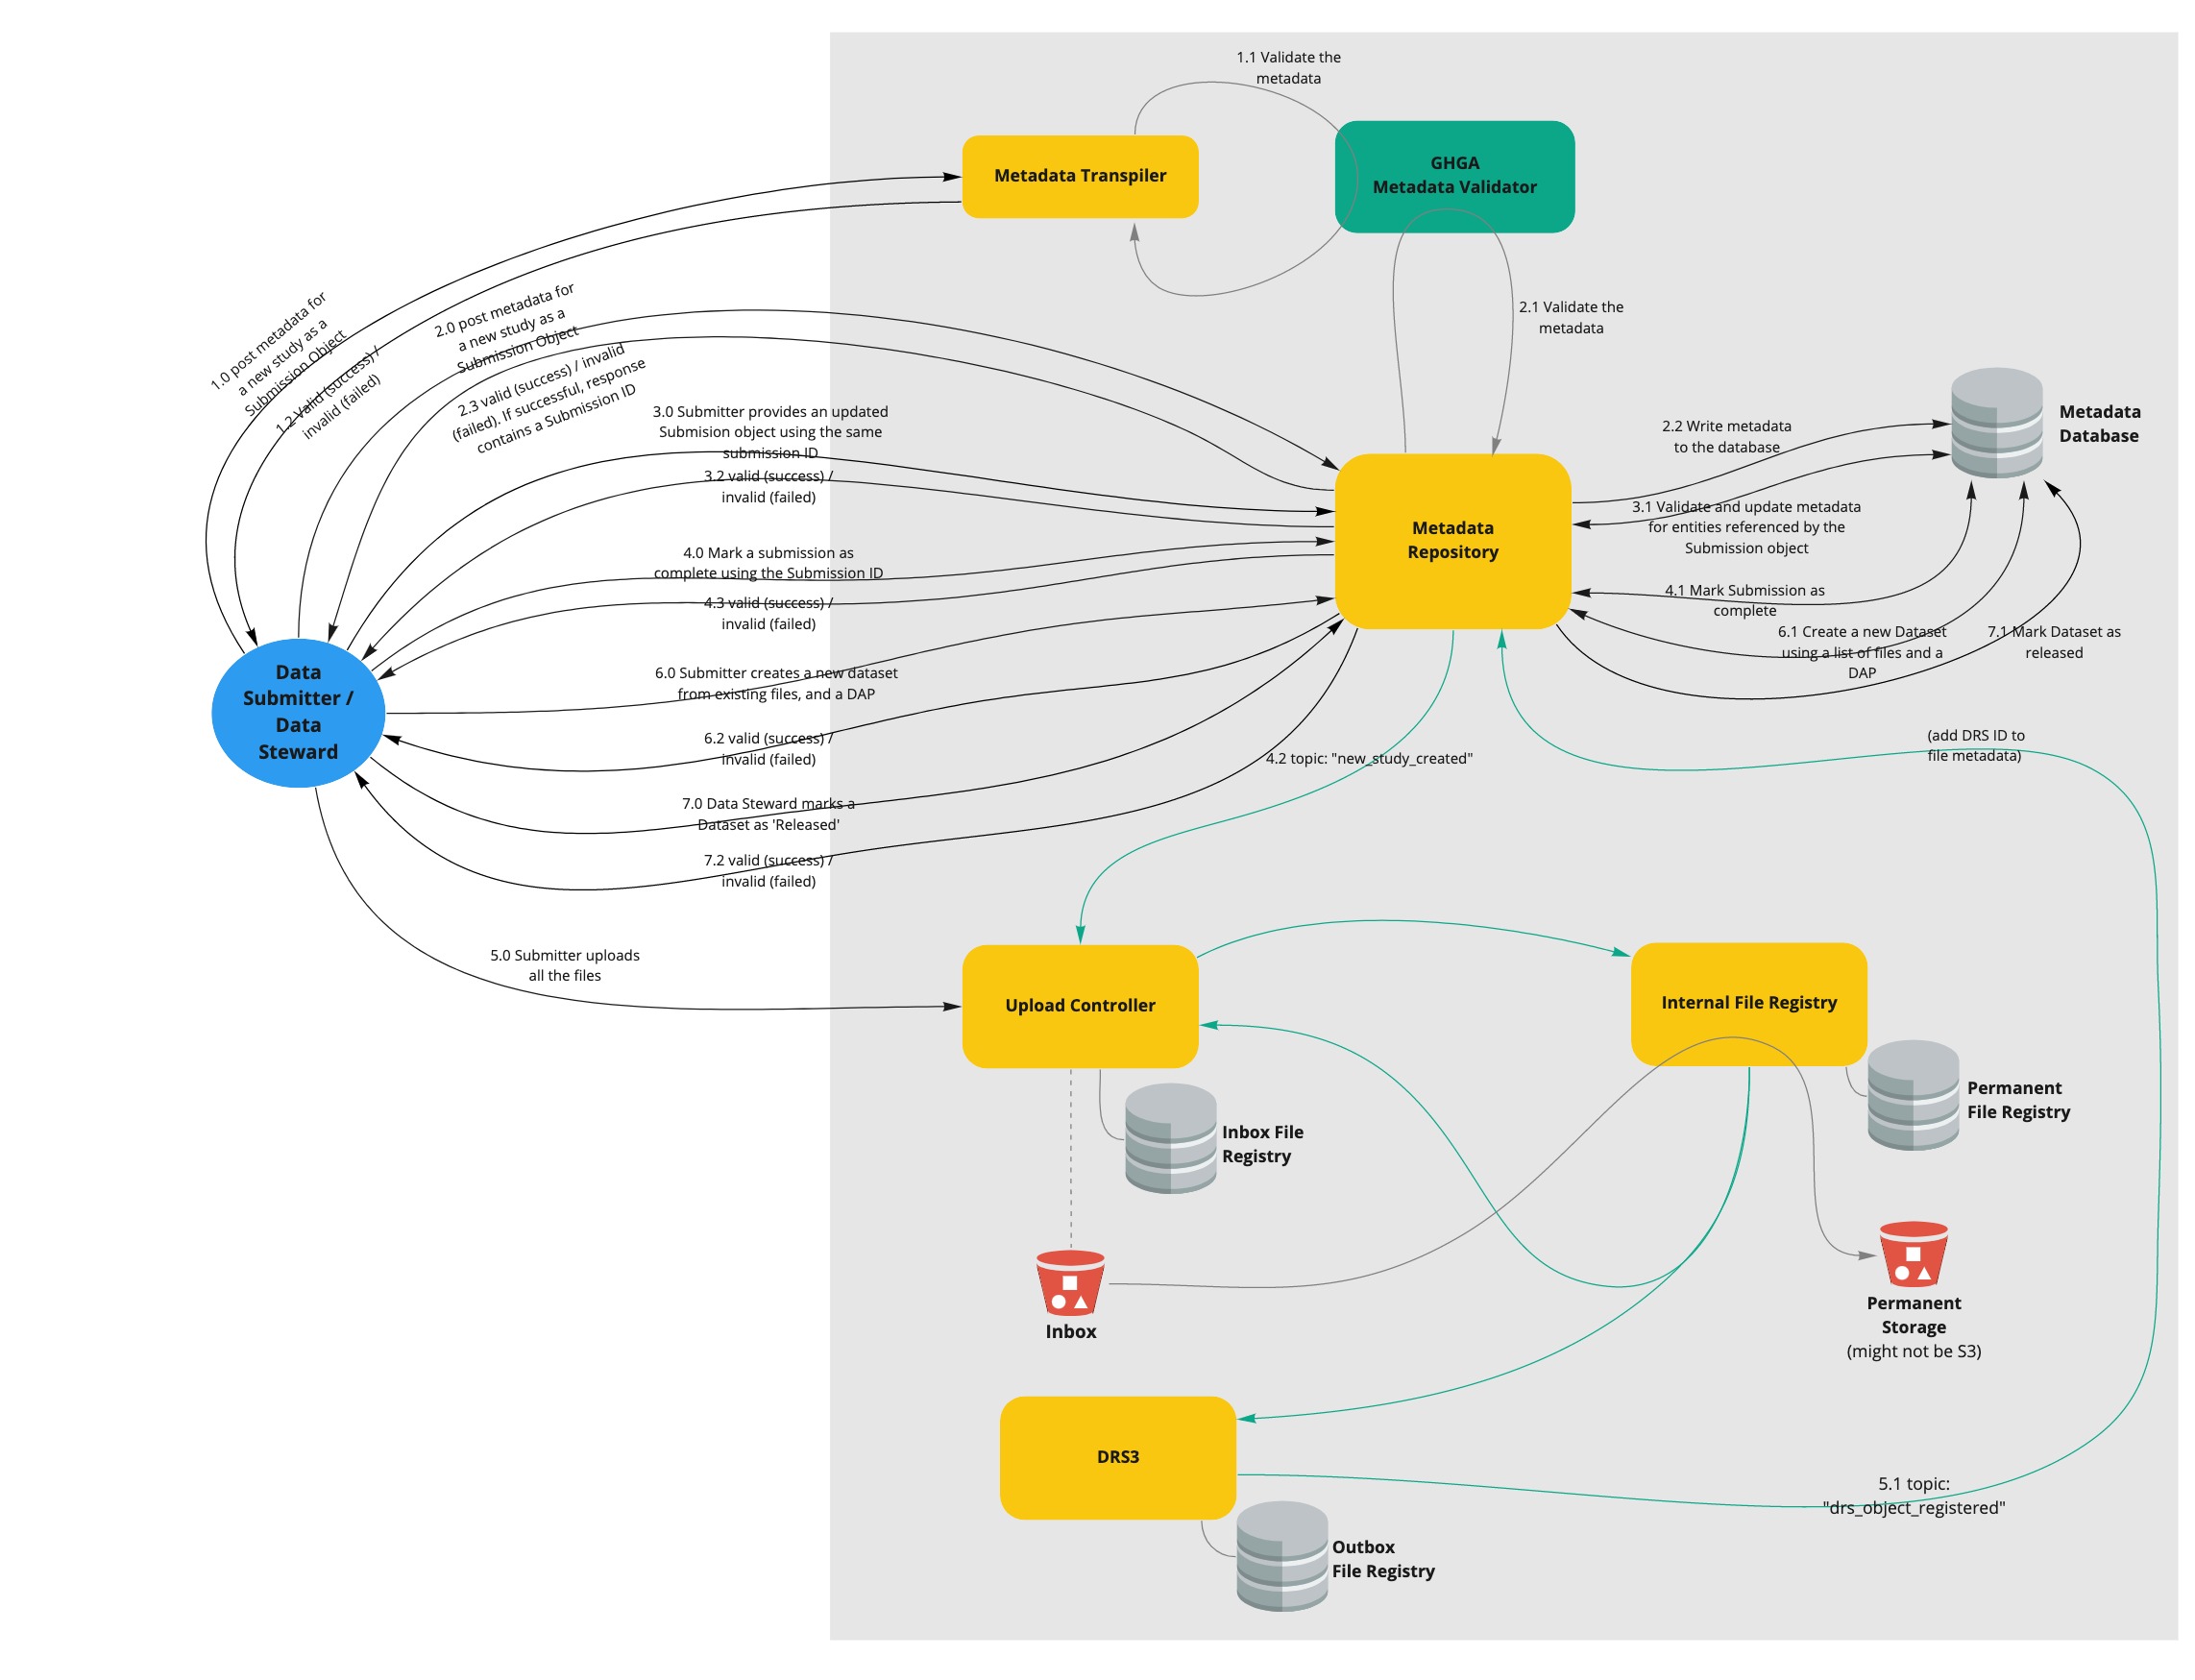 1.1 Validate the
metadata
Metadata Transpiler
GHGA
Metadata Validator
1.0 post metadata for
a new study as a
Submission Object
1.2 Valid (success) /
invalid (failed)
2.0 post metadata for
a new study as a
Submission Object
2.3 valid (success) / invalid
(failed). If successful, response
contains a Submission ID
2.1 Validate the
metadata
3.0 Submitter provides an updated
Submision object using the same
submission ID
3.2 valid (success) /
invalid (failed)
2.2 Write metadata
to the database
Metadata
Database
Metadata
Repository
3.1 Validate and update metadata
for entities referenced by the
Submission object
4.0 Mark a submission as
complete using the Submission ID
4.3 valid (success) /
invalid (failed)
4.1 Mark Submission as
complete
6.1 Create a new Dataset
using a list of files and a
DAP
7.1 Mark Dataset as
released
Data
Submitter /
Data
Steward
6.0 Submitter creates a new dataset
from existing files, and a DAP
6.2 valid (success) /
invalid (failed)
4.2 topic: "new_study_created"
(add DRS ID to
file metadata)
7.0 Data Steward marks a
Dataset as 'Released'
7.2 valid (success) /
invalid (failed)
5.0 Submitter uploads
all the files
Upload Controller
Internal File Registry
Inbox File
Registry
Permanent
File Registry
Inbox
Permanent
Storage
(might not be S3)
DRS3
5.1 topic:
"drs_object_registered"
Outbox
File Registry